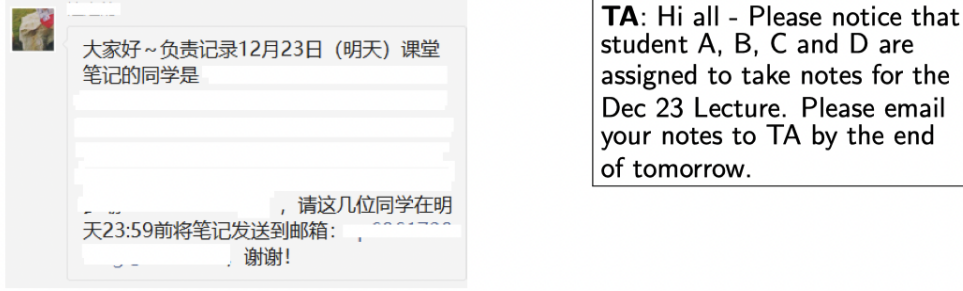 大家好～负责记录12月23日（明天）课堂
笔记的同学是
，请这几位同学在明
天23:59前将笔记发送到邮箱：
，谢谢！
TA: Hi all - Please notice that
student A, B, C and D are
assigned to take notes for the
Dec 23 Lecture. Please email
your notes to TA by the end
of tomorrow.